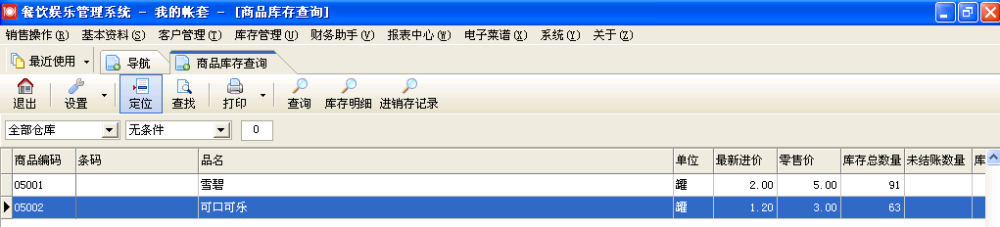 餐饮娱乐管理系统 - 我的帐套 - [商品库存查询]
销售操作(R) 基本资料(S) 客户管理(T) 库存管理(U) 财务助手(V) 报表中心(W) 电子菜谱(X) 系统(Y) 关于(Z)
最近使用 导航 商品库存查询
退出 设置 定位 查找 打印 查询 库存明细 进销存记录
全部仓库 无条件 0
商品编码 条码 品名 单位 最新进价 零售价 库存总数量 未结账数量 库
05001 雪碧 罐 2.00 5.00 91
05002 可口可乐 罐 1.20 3.00 63